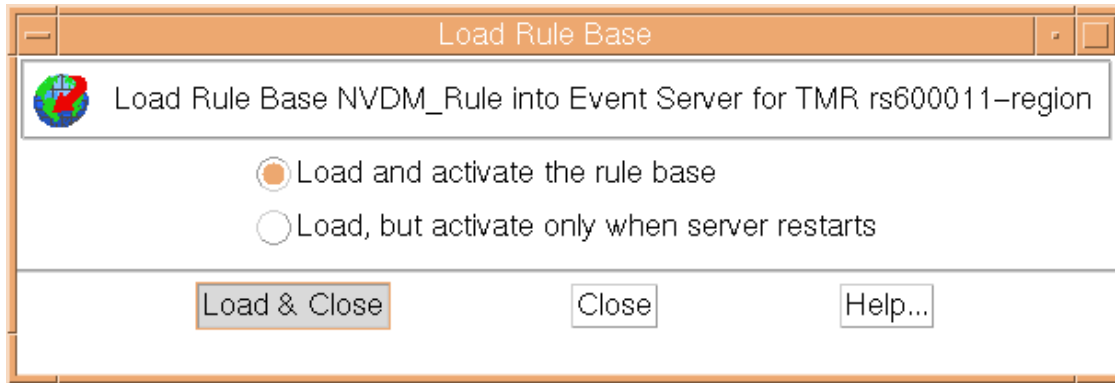 Load Rule Base
Load Rule Base NVDM_Rule into Event Server for TMR rs600011-region
Load and activate the rule base
Load, but activate only when server restarts
Load & Close
Close
Help...